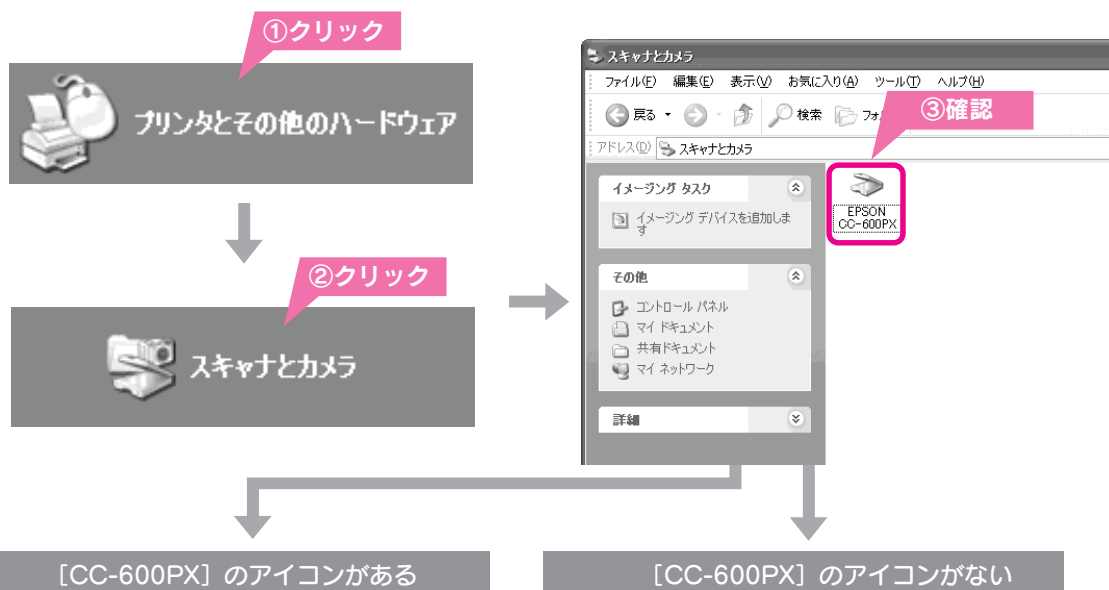 ①クリック
プリンタとその他のハードウェア
②クリック
スキャナとカメラ
スキャナとカメラ
ファイル(F) 編集(E) 表示(V) お気に入り(A) ツール(T) ヘルプ(H)
戻る 検索 フォ
③確認
アドレス(D) スキャナとカメラ
イメージング タスク
イメージング デバイスを追加しま
す
EPSON
CC-600PX
その他
コントロール パネル
マイ ドキュメント
共有ドキュメント
マイ ネットワーク
詳細
[CC-600PX] のアイコンがある
[CC-600PX] のアイコンがない